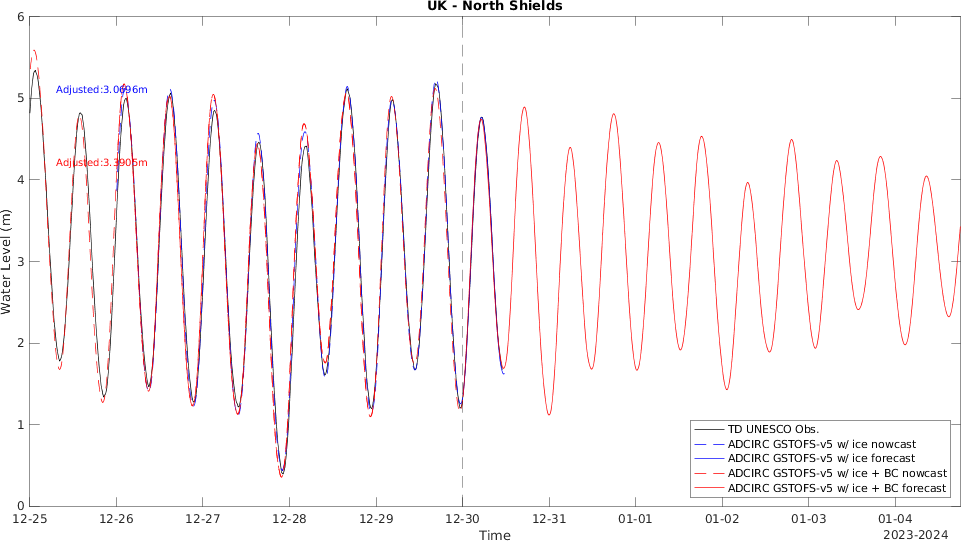 UK - North Shields
6
5
4
3
2
1
0
Water Level (m)
Adjusted:3.0696m
Adjusted:3.3906m
TD UNESCO Obs.
ADCIRC GSTOFS-v5 w/ ice nowcast
ADCIRC GSTOFS-v5 w/ ice forecast
ADCIRC GSTOFS-v5 w/ ice + BC nowcast
ADCIRC GSTOFS-v5 w/ ice + BC forecast
12-25 12-26 12-27 12-28 12-29 12-30 12-31 01-01 01-02 01-03 01-04
Time
2023-2024